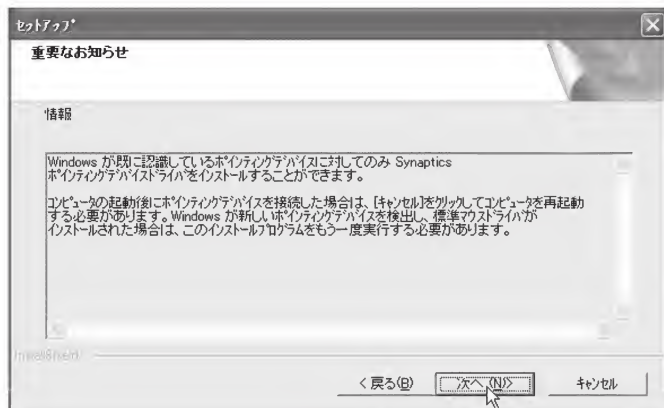 セットアップ
重要なお知らせ
情報
Windows が既に認識しているポインティングデバイスに対してのみ Synaptics
ポインティングデバイスドライバをインストールすることができます。
コンピュータの起動後にポインティングデバイスを接続した場合は、[キャンセル]をクリックしてコンピュータを再起動
する必要があります。Windows が新しいポインティングデバイスを検出し、標準マウスドライバが
インストールされた場合は、このインストールプログラムをもう一度実行する必要があります。
InstallShield
< 戻る(B) 次へ(N)> キャンセル